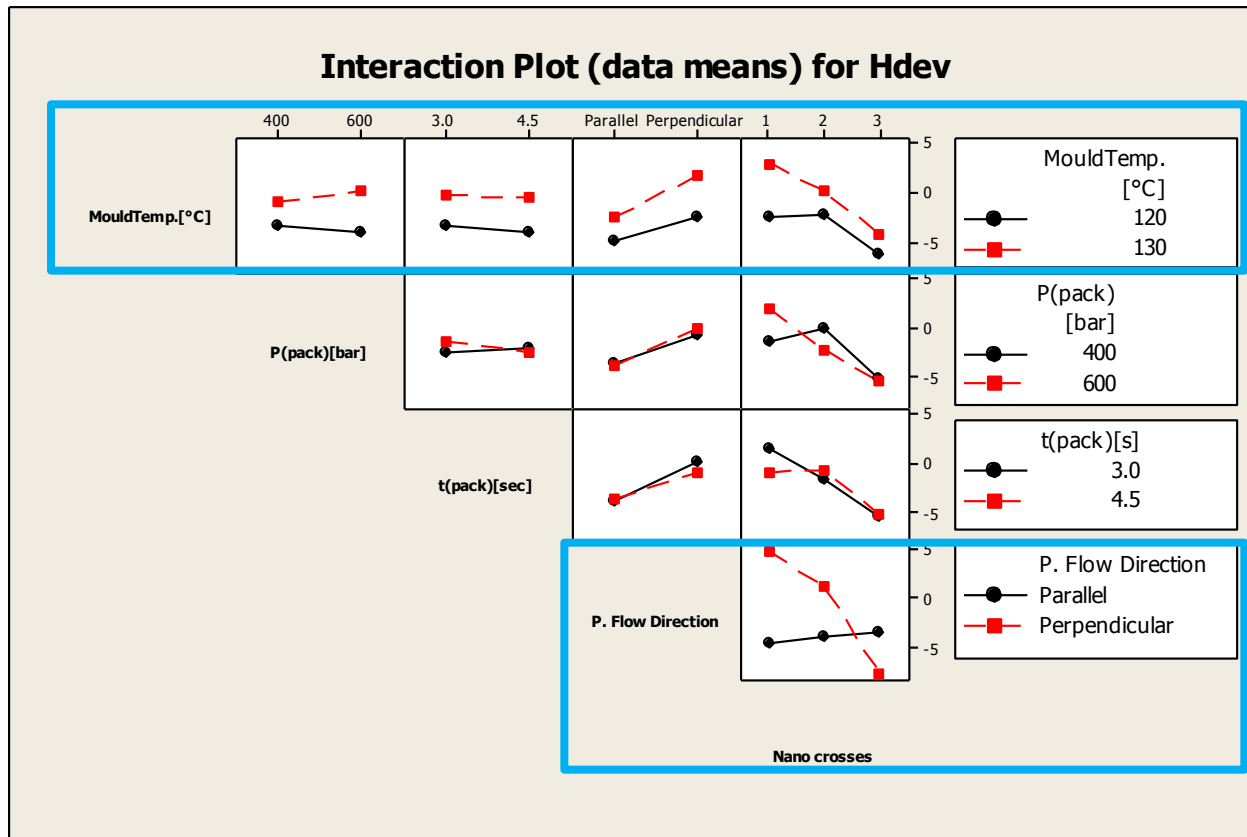 Interaction Plot (data means) for Hdev
400 600 3.0 4.5 Parallel Perpendicular 1 2 3
MouldTemp.[°C]
5
0
-5
MouldTemp.
[°C]
120
130
P(pack)[bar]
5
0
-5
P(pack)
[bar]
400
600
t(pack)[sec]
5
0
-5
t(pack)[s]
3.0
4.5
P. Flow Direction
5
0
-5
P. Flow Direction
Parallel
Perpendicular
Nano crosses